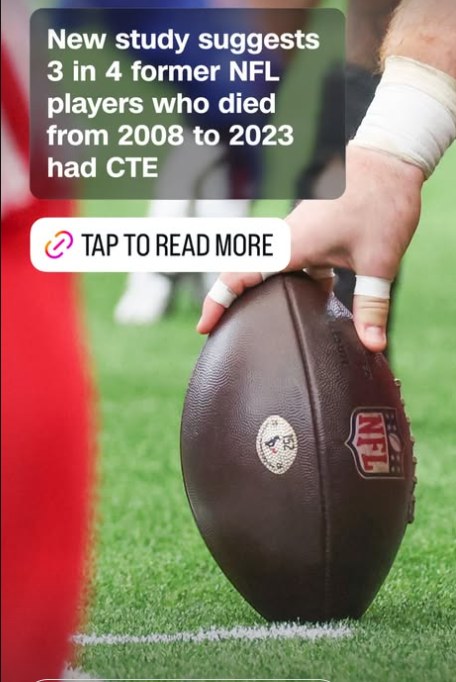 New study suggests
3 in 4 former NFL
players who died
from 2008 to 2023
had CTE
TAP TO READ MORE
NFL